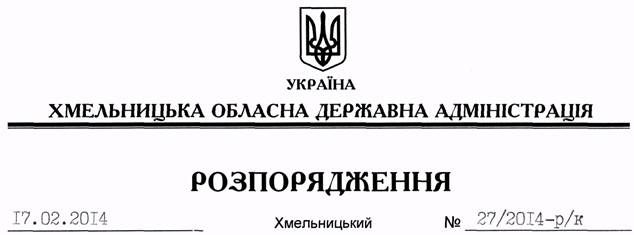 УКРАЇНА
ХМЕЛЬНИЦЬКА ОБЛАСНА ДЕРЖАВНА АДМІНІСТРАЦІЯ
РОЗПОРЯДЖЕННЯ
17.02.2014 Хмельницький № 27/2014-р/к